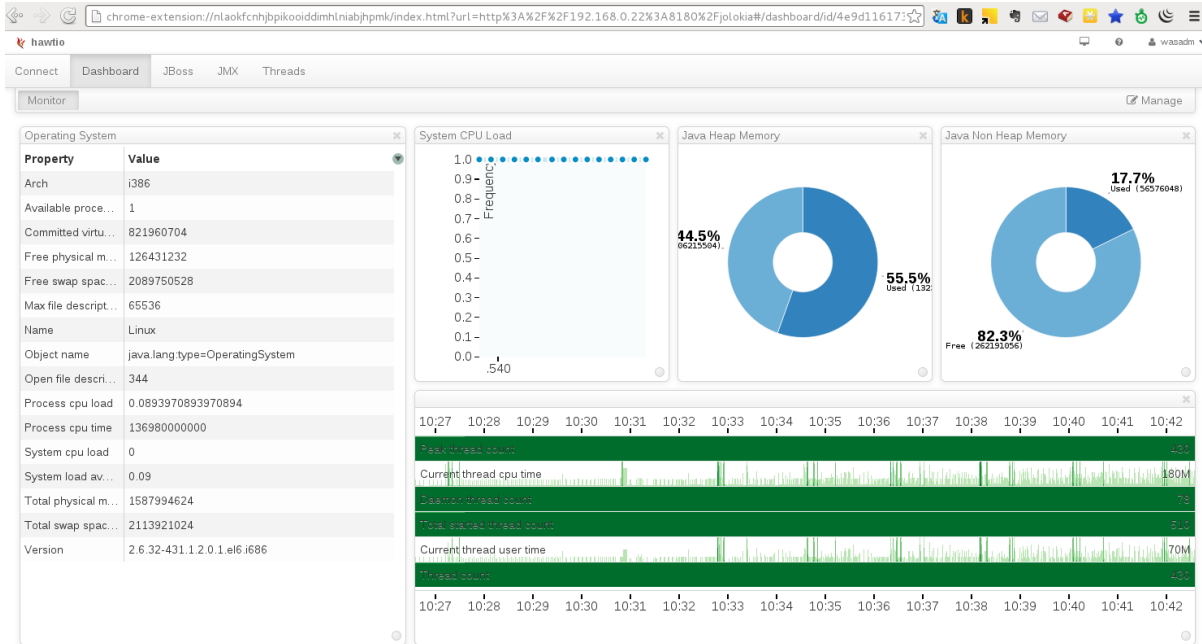 chrome-extension://nlaokfcnhjbpikooiddimhlniabjhpmk/index.html?url=http%3A%2F%2F192.168.0.22%3A8180%2Fjolokia#/dashboard/id/4e9d116173
hawtio
wasadm
Connect Dashboard JBoss JMX Threads
Monitor
Manage
Operating System
Property Value
Arch i386
Available proce... 1
Committed virtu... 821960704
Free physical m... 126431232
Free swap spac... 2089750528
Max file descript... 65536
Name Linux
Object name java.lang:type=OperatingSystem
Open file descri... 344
Process cpu load 0.0893970893970894
Process cpu time 136980000000
System cpu load 0
System load av... 0.09
Total physical m... 1587994624
Total swap spac... 2113921024
Version 2.6.32-431.1.2.0.1.el6.i686
System CPU Load
Frequency
1.0
0.9
0.8
0.7
0.6
0.5
0.4
0.3
0.2
0.1
0.0
.540
Java Heap Memory
44.5%
06215504)
55.5%
Used (132
Java Non Heap Memory
17.7%
Used (56576048)
82.3%
Free (262191056)
10:27 10:28 10:29 10:30 10:31 10:32 10:33 10:34 10:35 10:36 10:37 10:38 10:39 10:40 10:41 10:42
Peak thread count 430
Current thread cpu time 180M
Daemon thread count 78
Total started thread count 510
Current thread user time 70M
Thread count 430
10:27 10:28 10:29 10:30 10:31 10:32 10:33 10:34 10:35 10:36 10:37 10:38 10:39 10:40 10:41 10:42